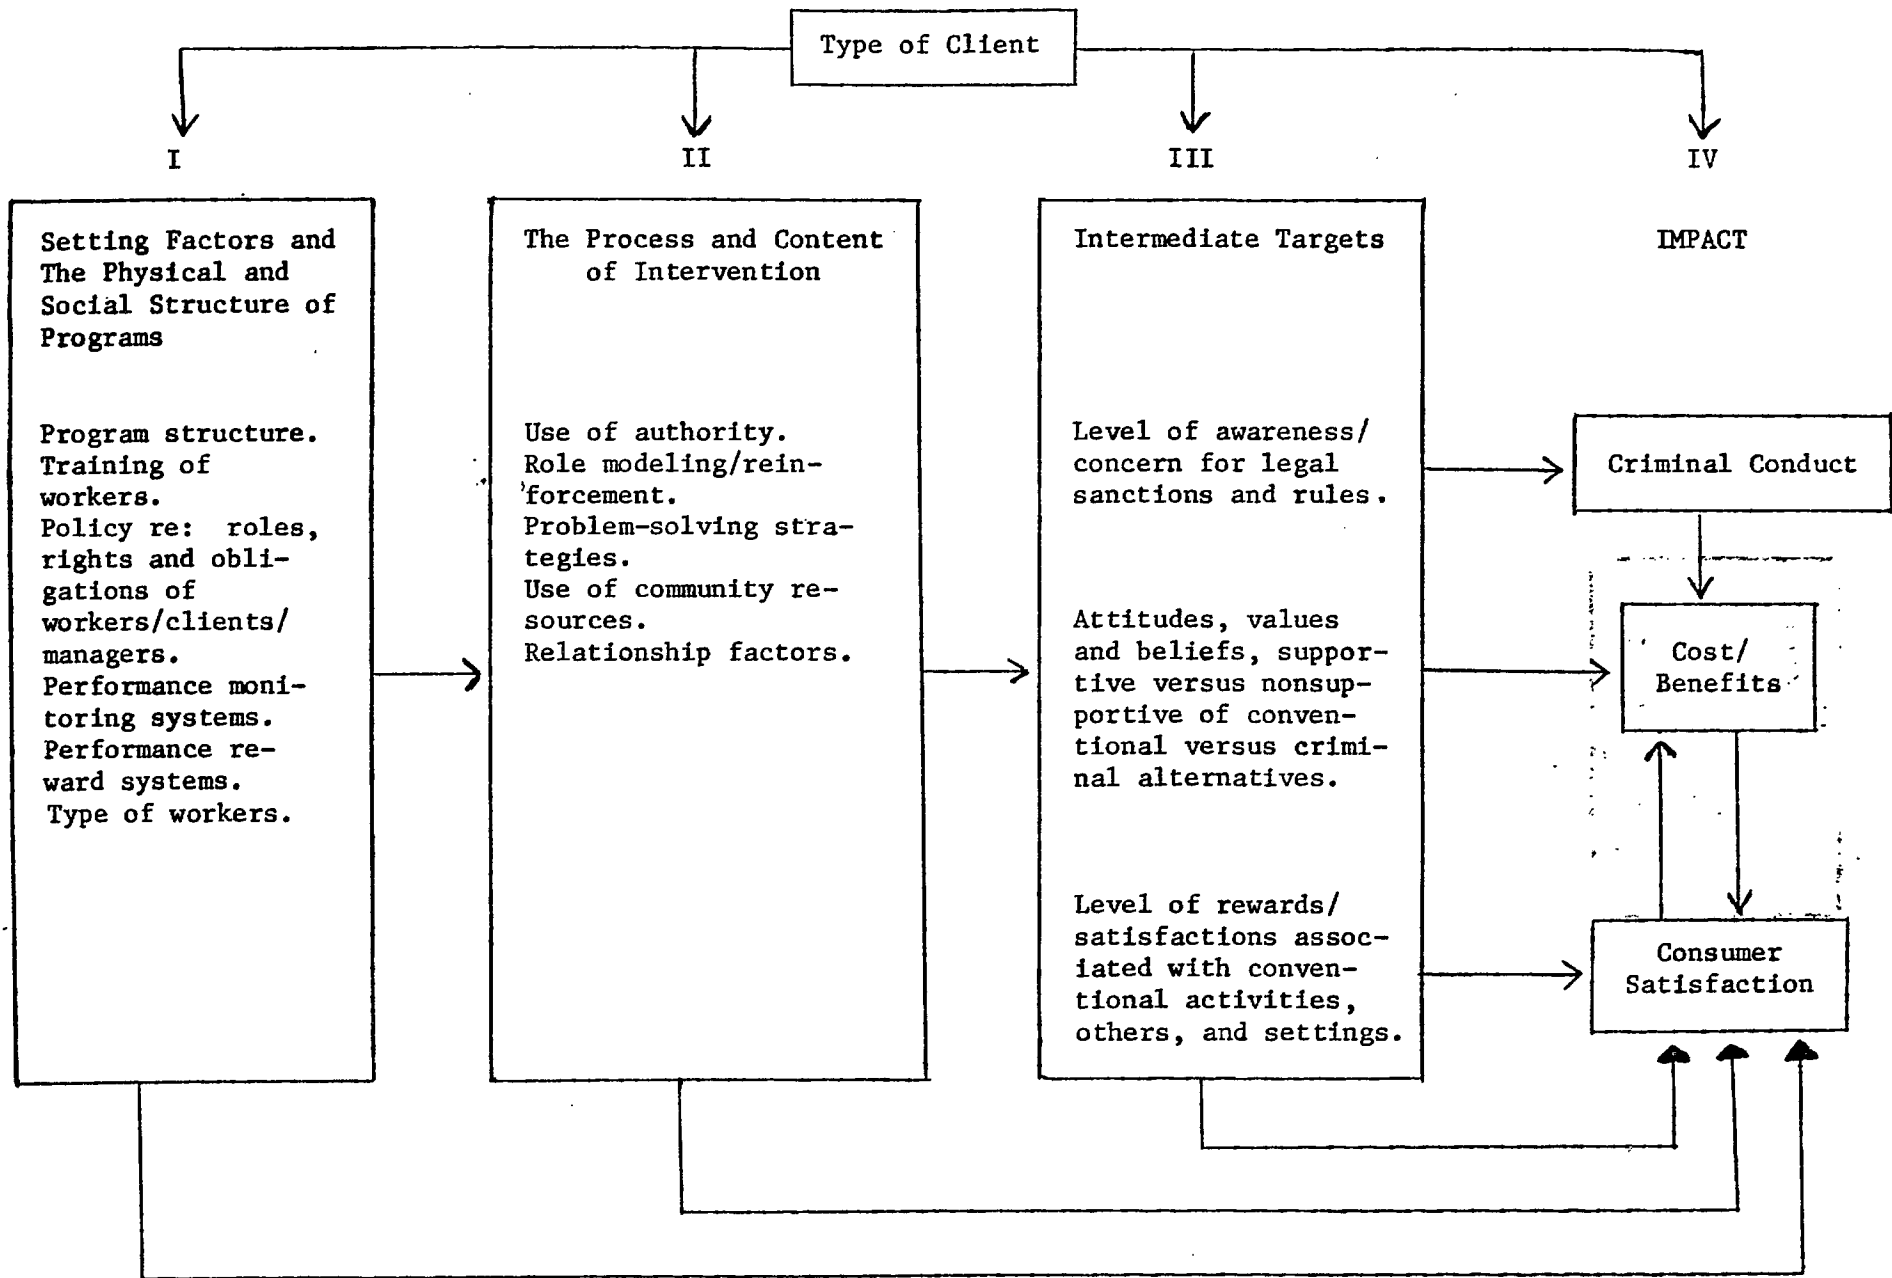 Type of Client
I
II
III
IV
Setting Factors and
The Physical and
Social Structure of
Programs
Program structure.
Training of
workers.
Policy re: roles,
rights and obli-
gations of
workers/clients/
managers.
Performance moni-
toring systems.
Performance re-
ward systems.
Type of workers.
The Process and Content
of Intervention
Use of authority.
Role modeling/rein-
forcement.
Problem-solving stra-
tegies.
Use of community re-
sources.
Relationship factors.
Intermediate Targets
Level of awareness/
concern for legal
sanctions and rules.
Attitudes, values
and beliefs, suppor-
tive versus nonsup-
portive of conven-
tional versus crimi-
nal alternatives.
Level of rewards/
satisfactions assoc-
iated with conven-
tional activities,
others, and settings.
IMPACT
Criminal Conduct
Cost/
Benefits
Consumer
Satisfaction